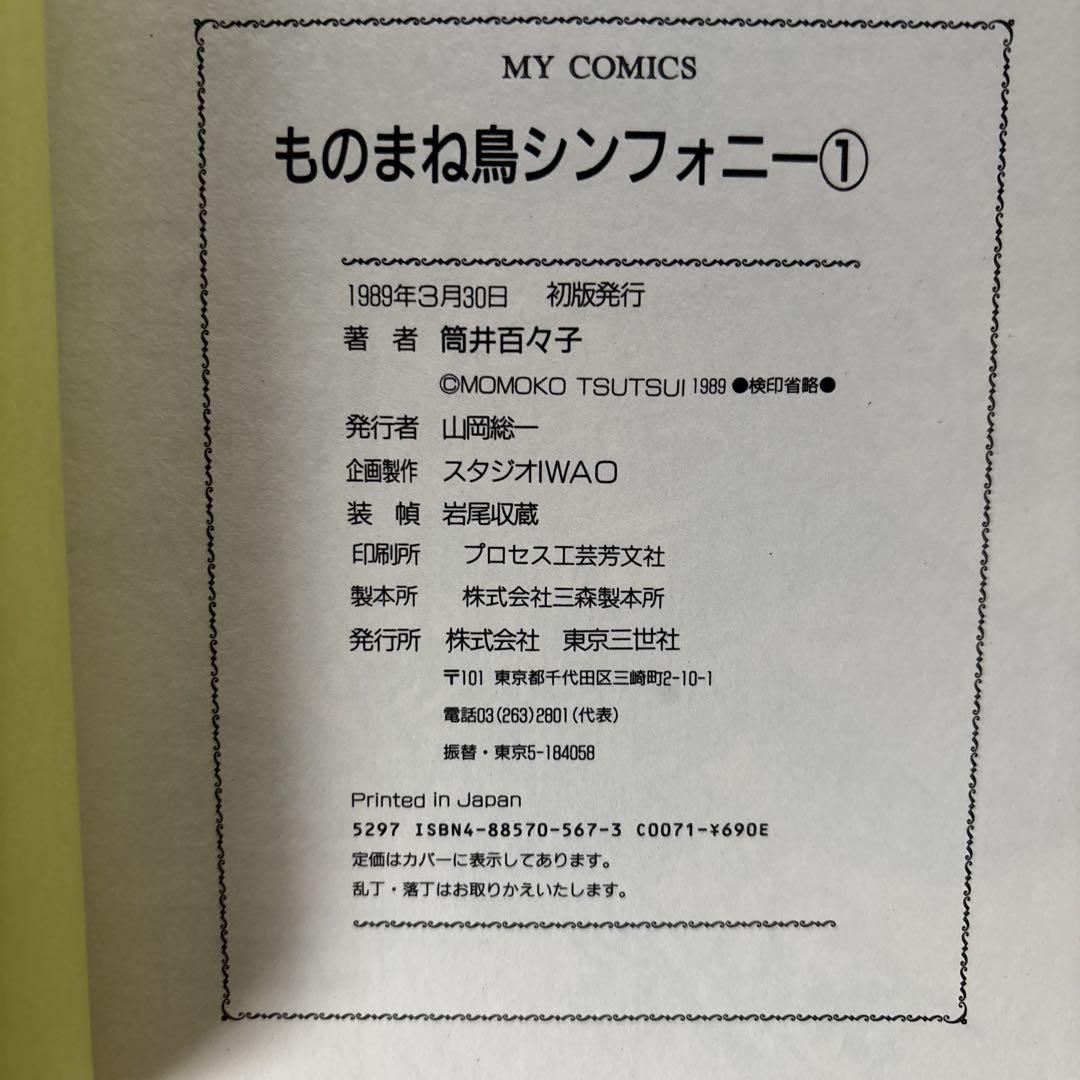 MY COMICS
ものまね鳥シンフォニー①
1989年3月30日 初版発行
著者 筒井百々子
©MOMOKO TSUTSUI 1989 ●検印省略●
発行者 山岡総一
企画製作 スタジオIWAO
装幀 岩尾収蔵
印刷所 プロセス工芸芳文社
製本所 株式会社三森製本所
発行所 株式会社 東京三世社
〒101 東京都千代田区三崎町2-10-1
電話03(263)2801(代表)
振替・東京5-184058
Printed in Japan
5297 ISBN4-88570-567-3 C0071-¥690E
定価はカバーに表示してあります。
乱丁・落丁はお取りかえいたします。